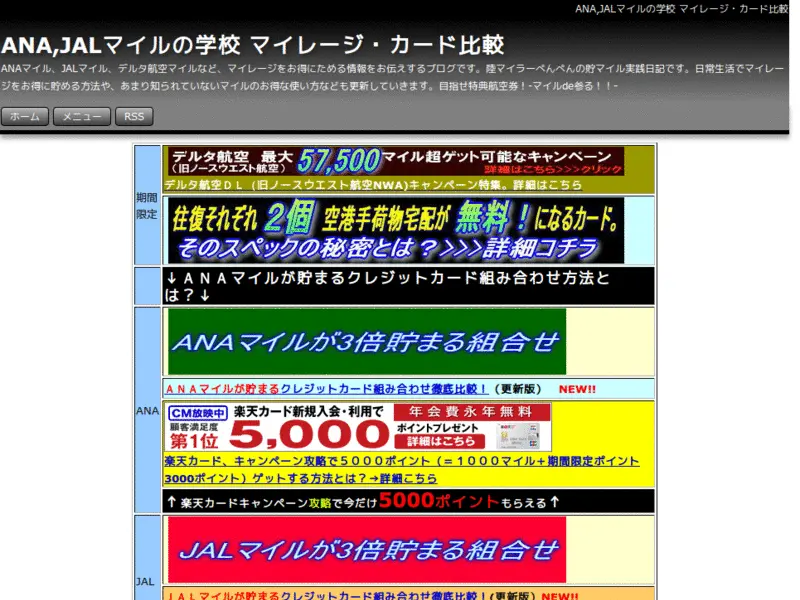 ANA,JALマイルの学校 マイレージ・カード比較
ANA,JALマイルの学校 マイレージ・カード比較
ANAマイル、JALマイル、デルタ航空マイルなど、マイレージをお得にためる情報をお伝えするブログです。陸マイラーぺんぺんの貯マイル実践日記です。日常生活でマイレー
ジをお得に貯める方法や、あまり知られていないマイルのお得な使い方なども更新していきます。目指せ特典航空券！-マイルde参る！！-
ホーム メニュー RSS
期間
限定
デルタ航空 最大 57,500マイル超ゲット可能なキャンペーン
（旧ノースウエスト航空） 詳細はこちら>>>クリック
デルタ航空ＤＬ (旧ノースウエスト航空NWA)キャンペーン特集。詳細はこちら
往復それぞれ 2個 空港手荷物宅配が 無料！になるカード。
そのスペックの秘密とは？>>>詳細コチラ
↓ＡＮＡマイルが貯まるクレジットカード組み合わせ方法と
は？↓
ANA
ANAマイルが3倍貯まる組合せ
ＡＮＡマイルが貯まるクレジットカード組み合わせ徹底比較！（更新版） NEW!!
CM放映中 楽天カード新規入会・利用で 年会費永年無料
顧客満足度 第1位 5,000 ポイントプレゼント
詳細はこちら
楽天カード、キャンペーン攻略で５０００ポイント（＝１０００マイル＋期間限定ポイント
3000ポイント）ゲットする方法とは？→詳細こちら
↑楽天カードキャンペーン攻略で今だけ5000ポイントもらえる↑
JAL
JALマイルが3倍貯まる組合せ
ＪＡＬマイルが貯まるクレジットカード組み合わせ徹底比較！(更新版) NEW!!